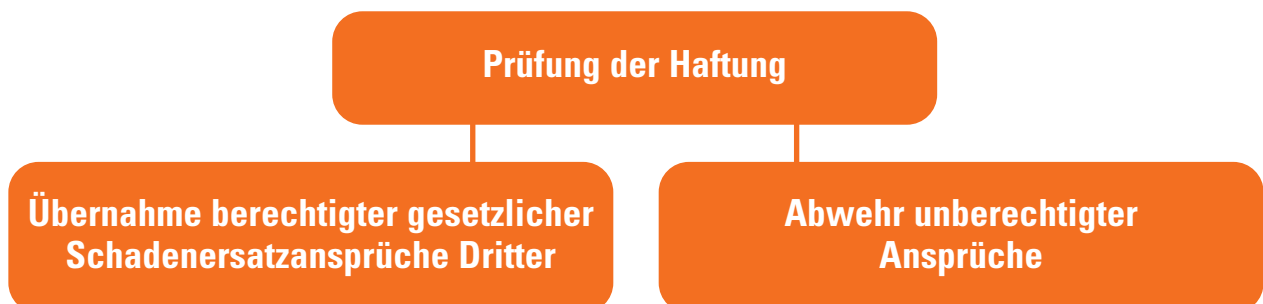 Prüfung der Haftung
Übernahme berechtigter gesetzlicher
Schadenersatzansprüche Dritter
Abwehr unberechtigter
Ansprüche